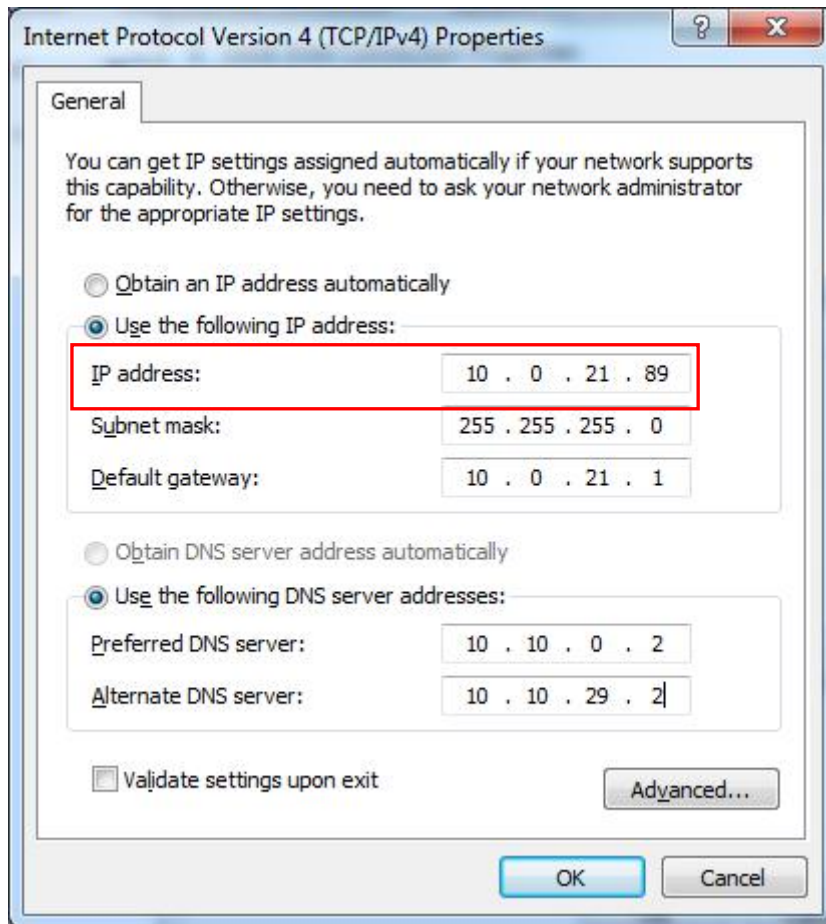 Internet Protocol Version 4 (TCP/IPv4) Properties
General
You can get IP settings assigned automatically if your network supports
this capability. Otherwise, you need to ask your network administrator
for the appropriate IP settings.
Obtain an IP address automatically
Use the following IP address:
IP address: 10 . 0 . 21 . 89
Subnet mask: 255 . 255 . 255 . 0
Default gateway: 10 . 0 . 21 . 1
Obtain DNS server address automatically
Use the following DNS server addresses:
Preferred DNS server: 10 . 10 . 0 . 2
Alternate DNS server: 10 . 10 . 29 . 2
Validate settings upon exit
Advanced...
OK Cancel